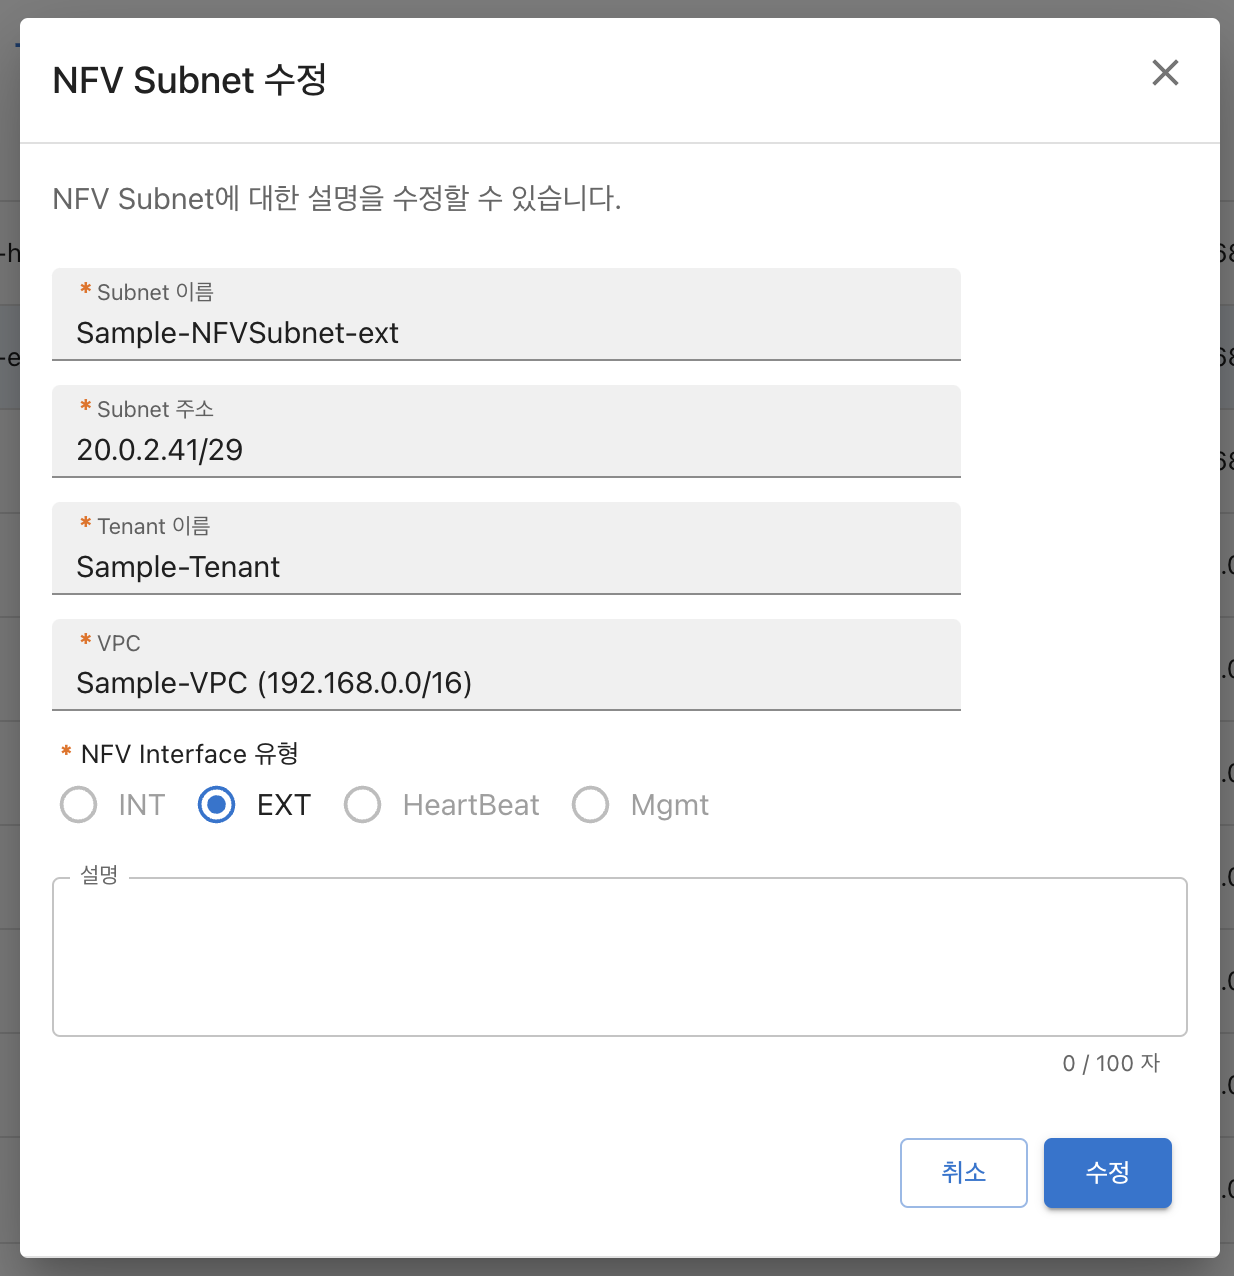 NFV Subnet 수정
NFV Subnet에 대한 설명을 수정할 수 있습니다.
* Subnet 이름
Sample-NFVSubnet-ext
* Subnet 주소
20.0.2.41/29
* Tenant 이름
Sample-Tenant
* VPC
Sample-VPC (192.168.0.0/16)
* NFV Interface 유형
INT EXT HeartBeat Mgmt
설명
0 / 100 자
취소 수정